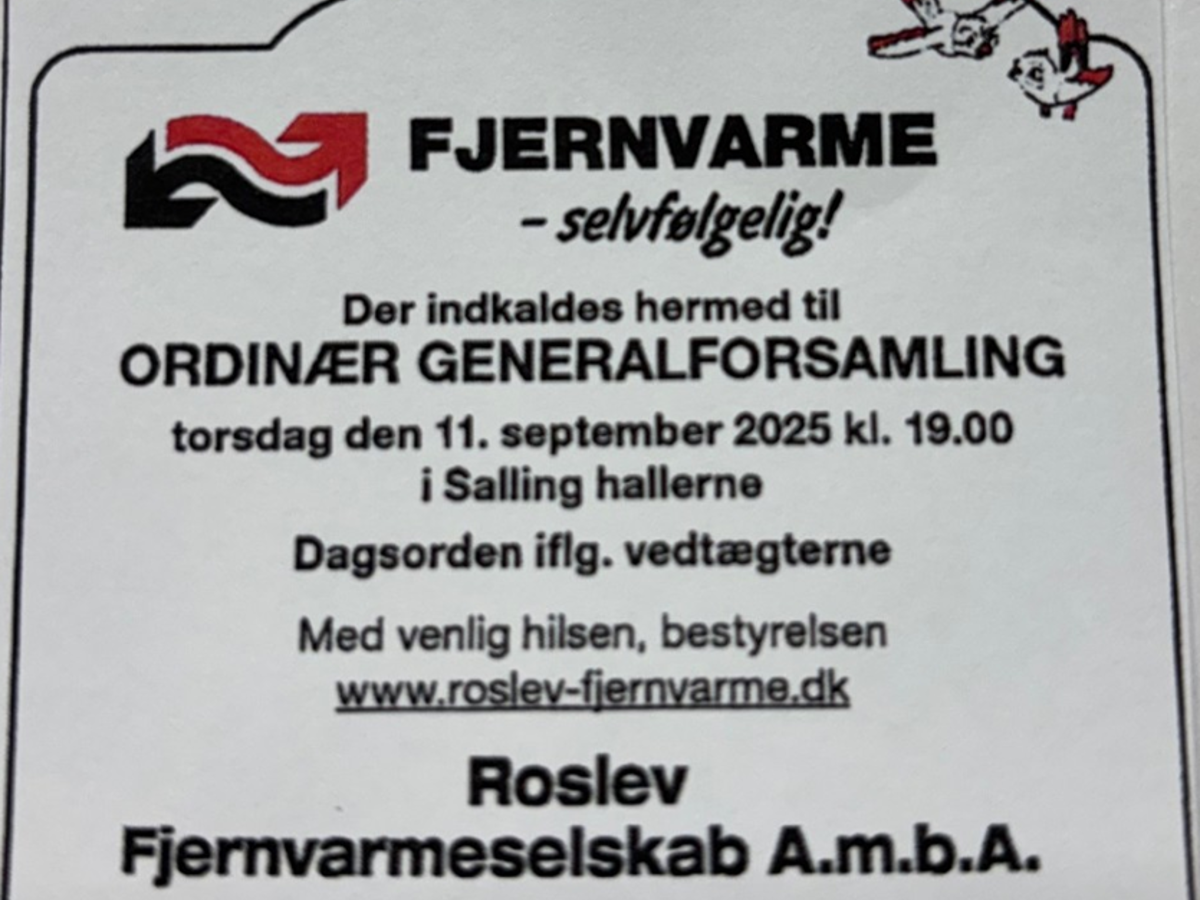 FJERNVARME
– selvfølgelig!
Der indkaldes hermed til
ORDINÆR GENERALFORSAMLING
torsdag den 11. september 2025 kl. 19.00
i Salling hallerne
Dagsorden iflg. vedtægterne
Med venlig hilsen, bestyrelsen
www.roslev-fjernvarme.dk
Roslev
Fjernvarmeselskab A.m.b.A.